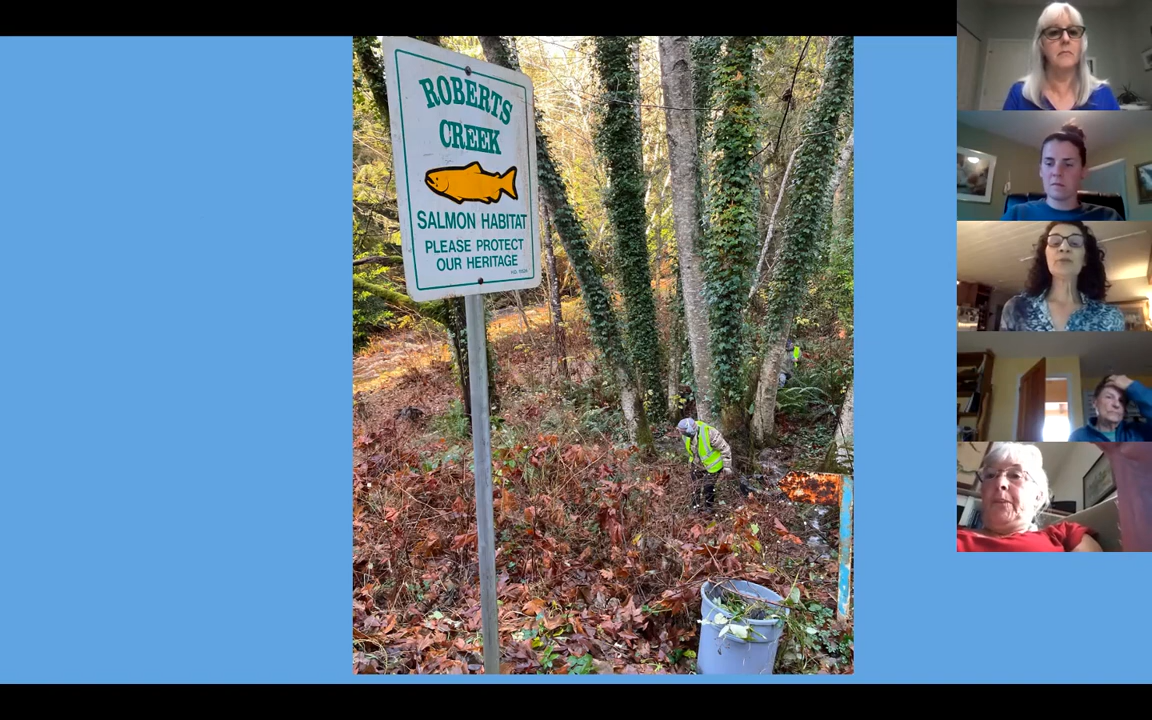 ROBERTS
CREEK
SALMON HABITAT
PLEASE PROTECT
OUR HERITAGE